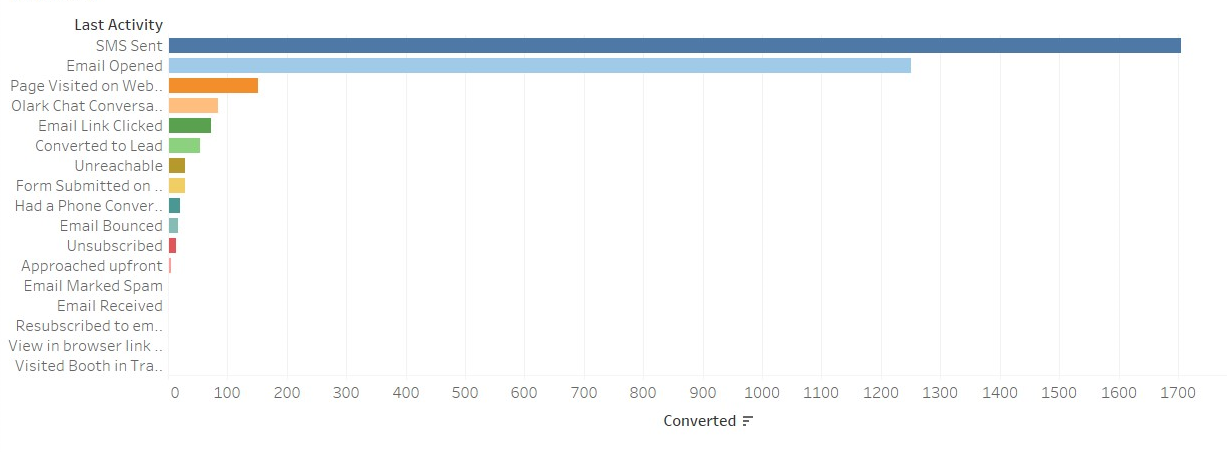 Last Activity
SMS Sent
Email Opened
Page Visited on Web..
Olark Chat Conversa..
Email Link Clicked
Converted to Lead
Unreachable
Form Submitted on ..
Had a Phone Conver..
Email Bounced
Unsubscribed
Approached upfront
Email Marked Spam
Email Received
Resubscribed to em..
View in browser link ..
Visited Booth in Tra..
0 100 200 300 400 500 600 700 800 900 1000 1100 1200 1300 1400 1500 1600 1700
Converted